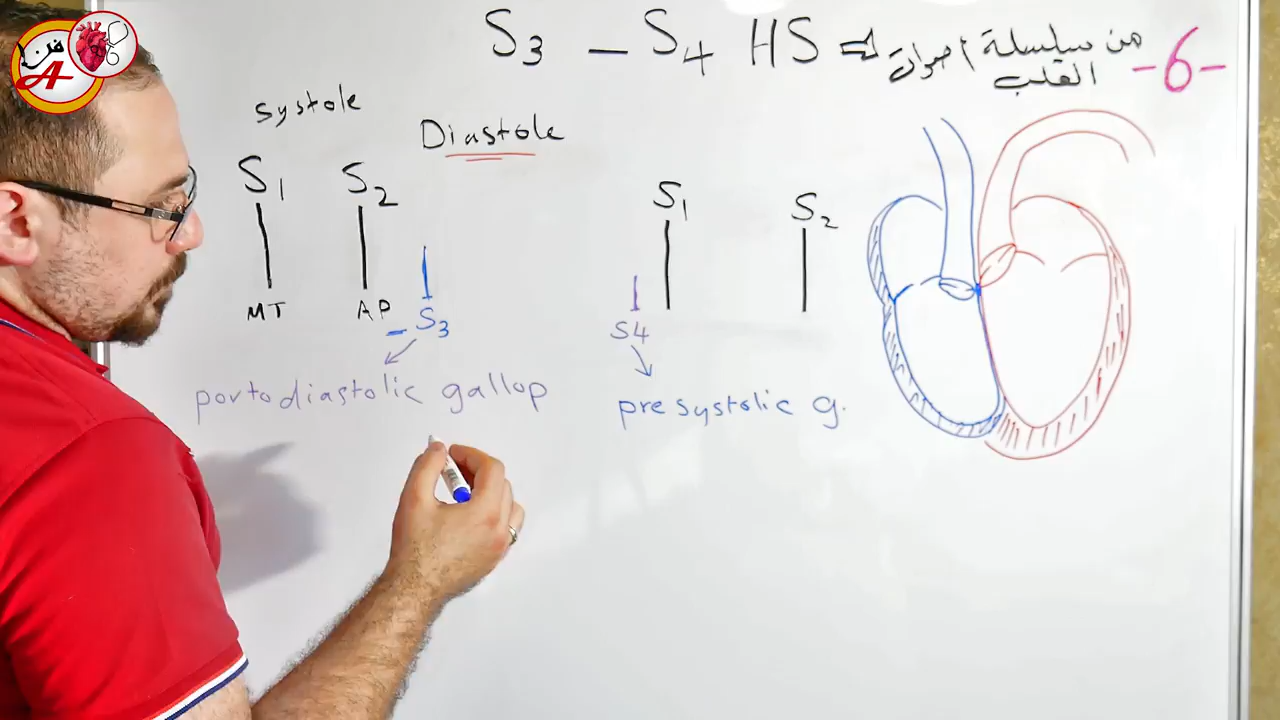 S3 – S4 HS ⇐ من سلسلة أصوات -6-
القلب
فن
A
Systole
Diastole
S1 S2
S1 S2
MT AP
– S3
S4
portodiastolic gallop
presystolic g.